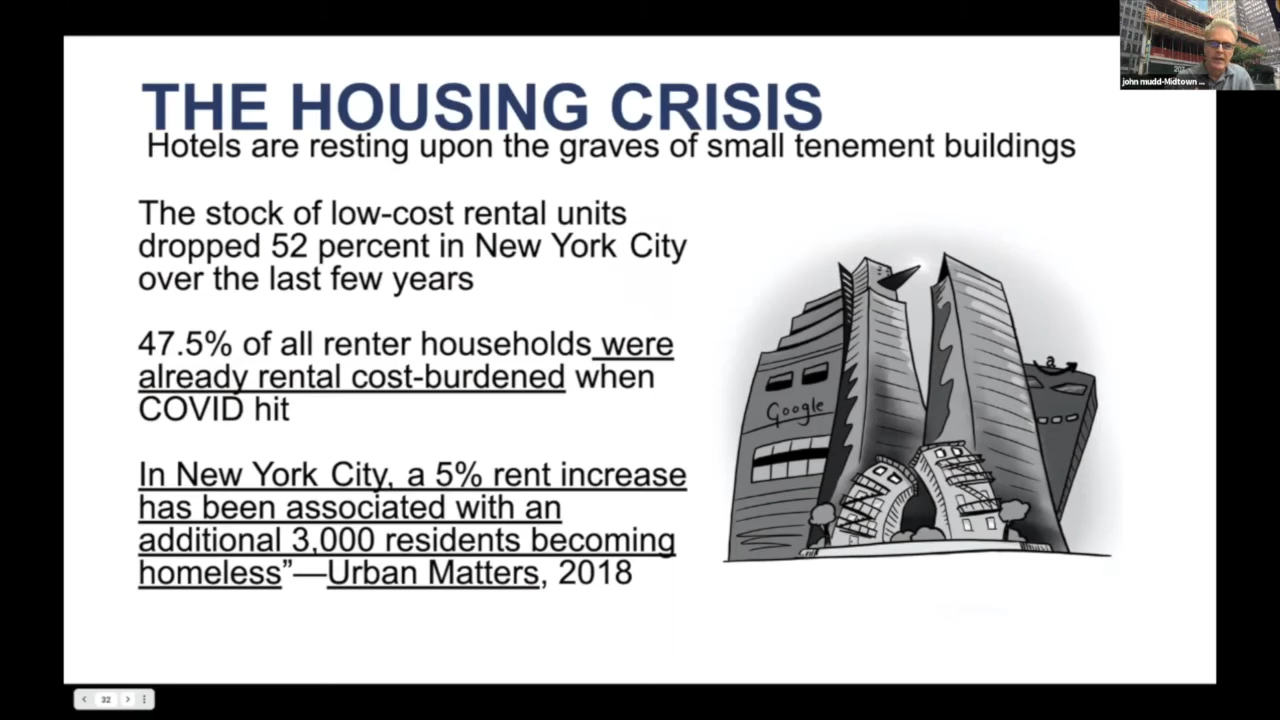 THE HOUSING CRISIS
Hotels are resting upon the graves of small tenement buildings
The stock of low-cost rental units
dropped 52 percent in New York City
over the last few years
47.5% of all renter households were
already rental cost-burdened when
COVID hit
In New York City, a 5% rent increase
has been associated with an
additional 3,000 residents becoming
homeless”—Urban Matters, 2018
Google
a
john mudd-Midtown ...
32